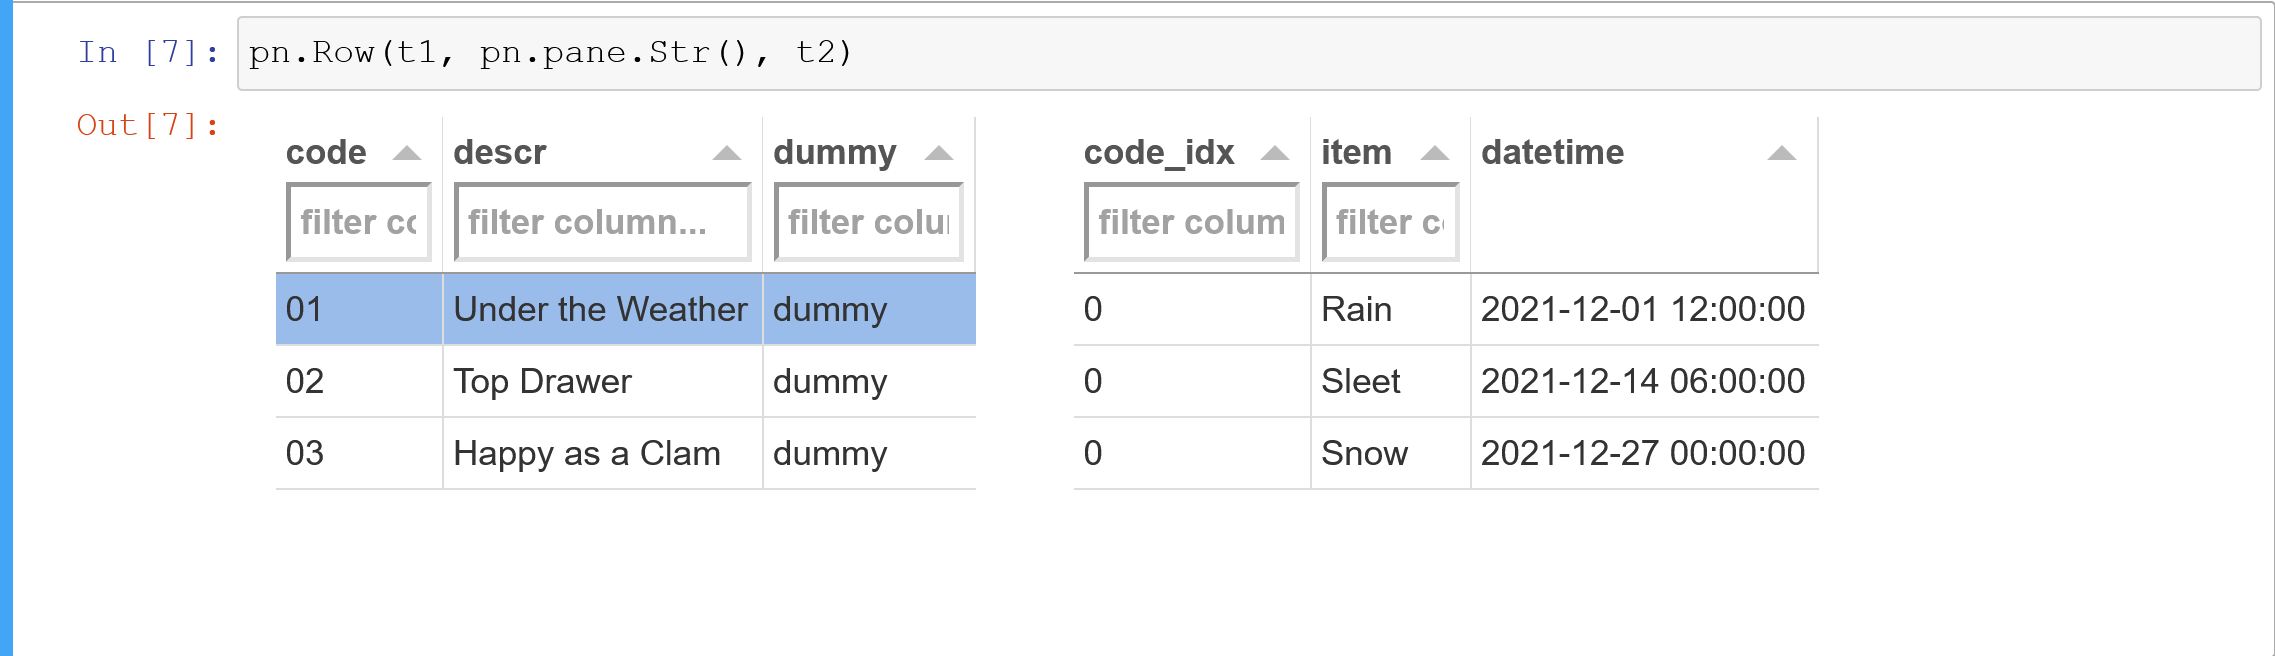 In [7]: pn.Row(t1, pn.pane.Str(), t2)
Out[7]:
code descr dummy
filter co filter column... filter colu
01 Under the Weather dummy
02 Top Drawer dummy
03 Happy as a Clam dummy
code_idx item datetime
filter colum filter c
0 Rain 2021-12-01 12:00:00
0 Sleet 2021-12-14 06:00:00
0 Snow 2021-12-27 00:00:00